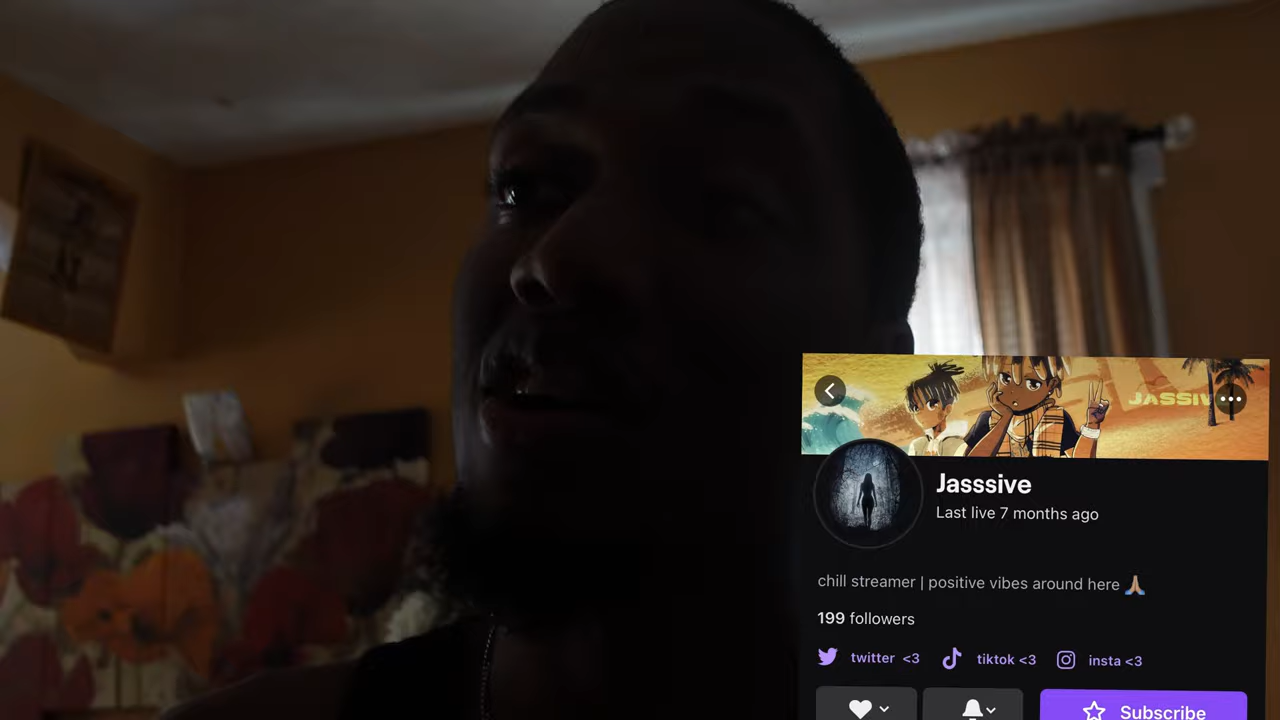 JASSIV
Jasssive
Last live 7 months ago
chill streamer | positive vibes around here 🙏🏽
199 followers
twitter <3 tiktok <3 insta <3
Subscribe